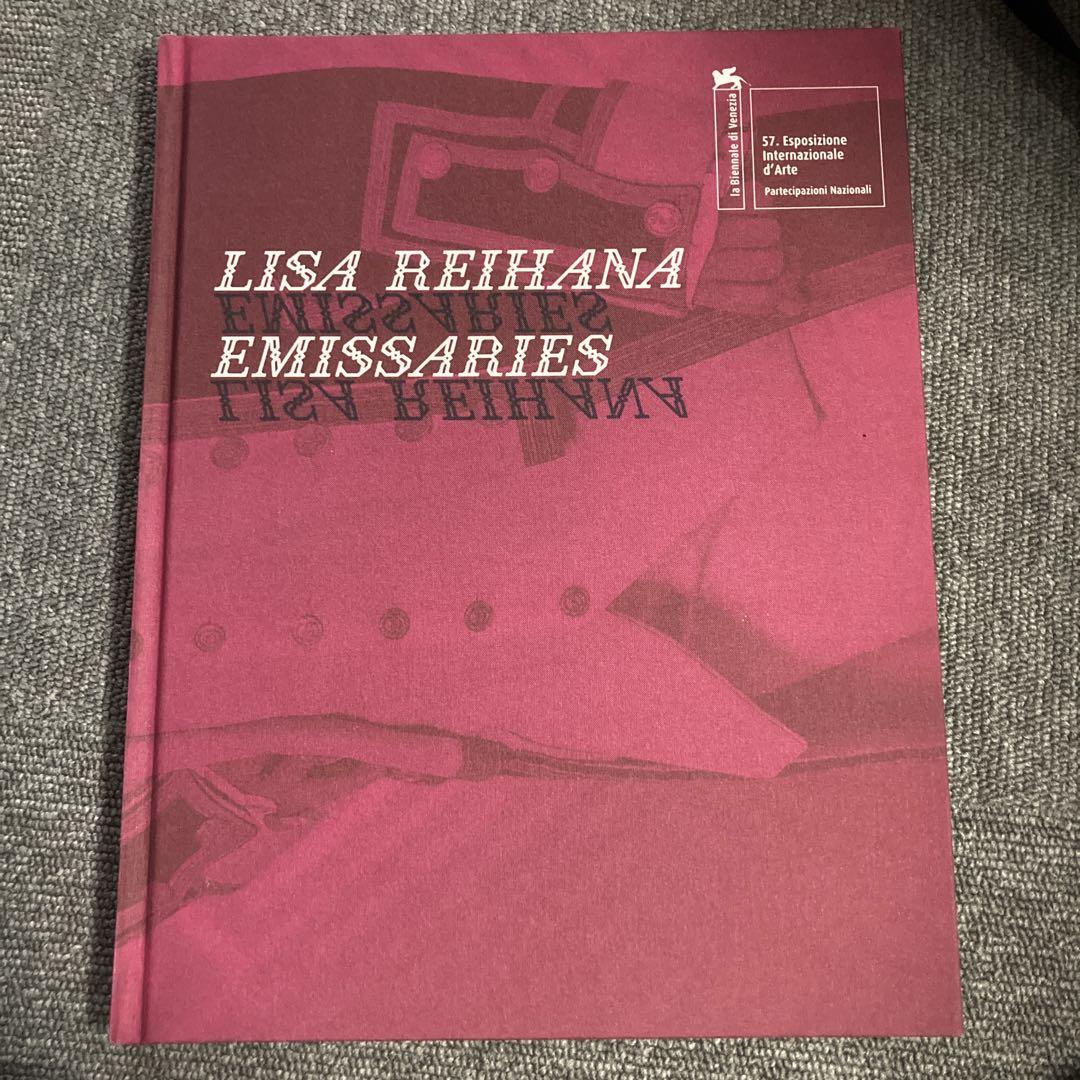 la Biennale di Venezia
57. Esposizione
Internazionale
d'Arte
Partecipazioni Nazionali
LISA REIHANA
EMISSARIES
EMISSARIES
LISA REIHANA